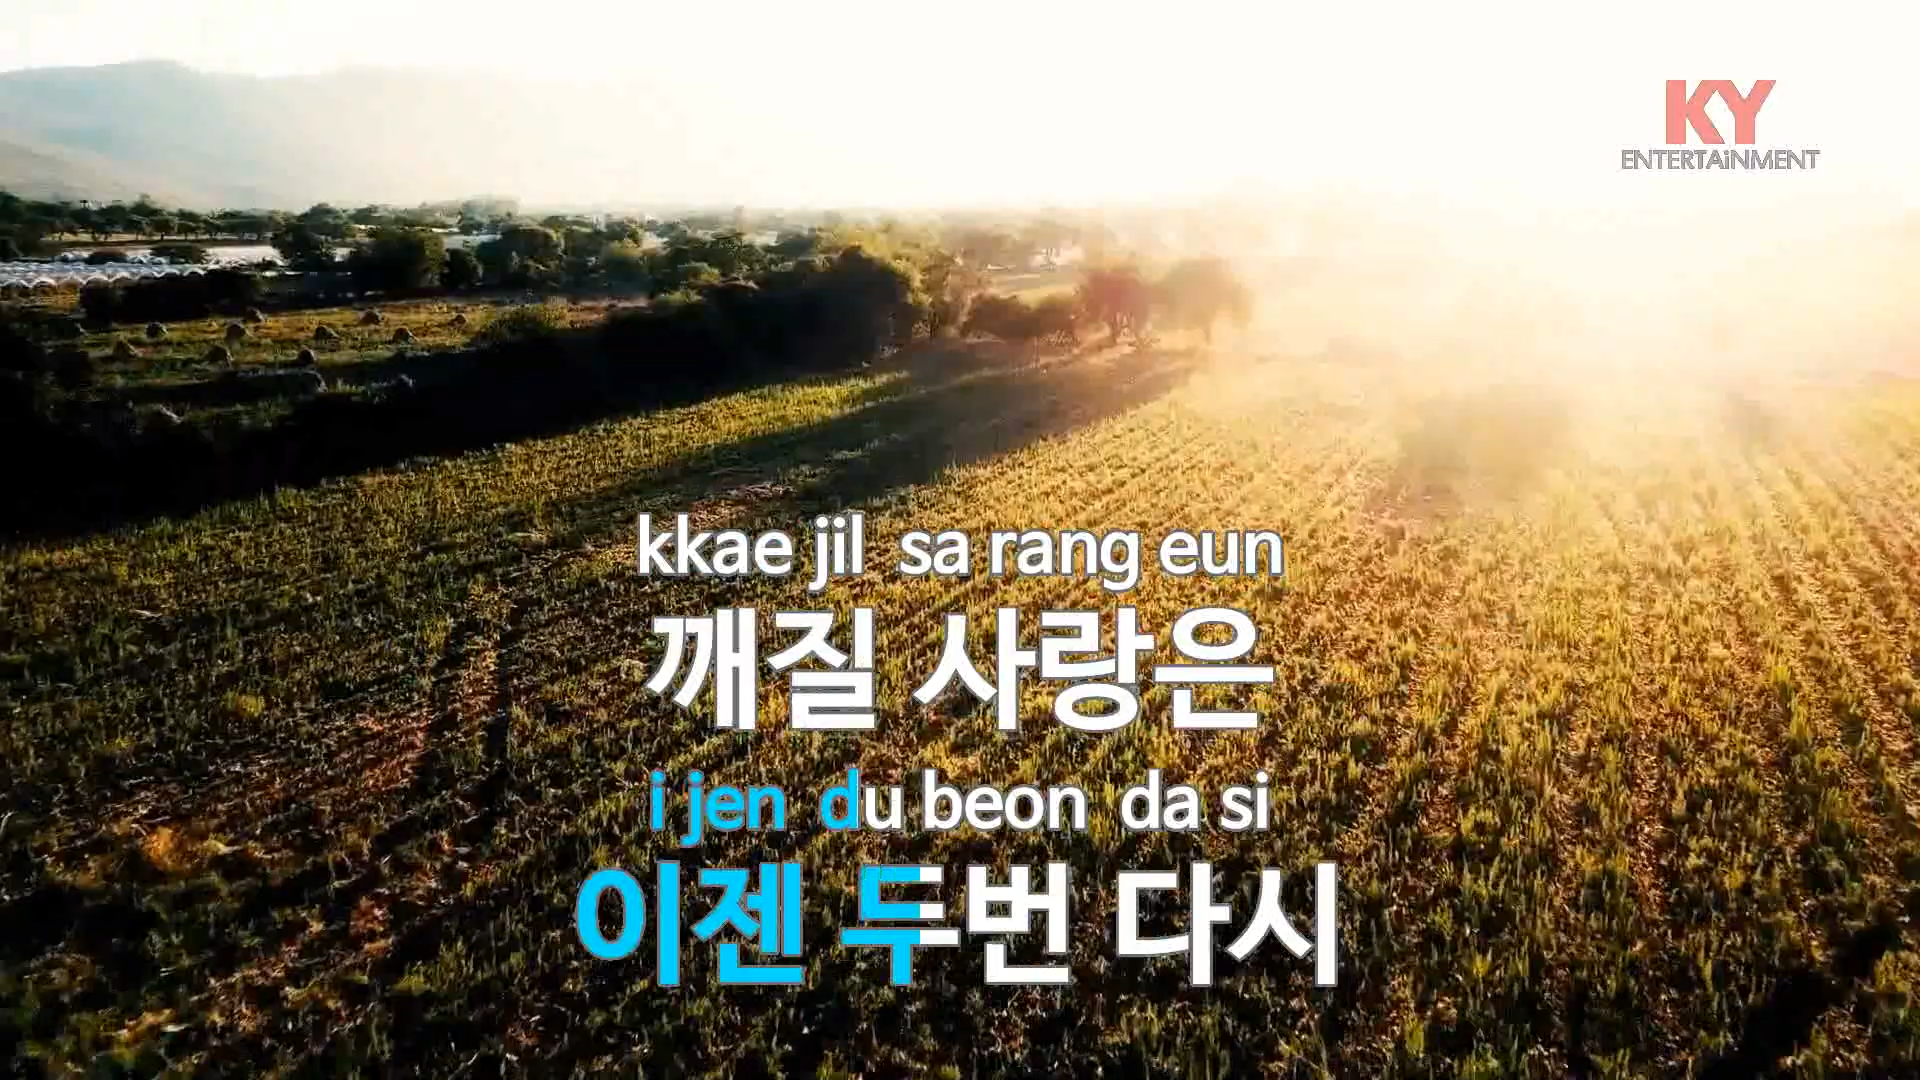 KY
ENTERTAiNMENT
kkae jil sa rang eun
깨질 사랑은
i jen du beon da si
이젠 두번 다시